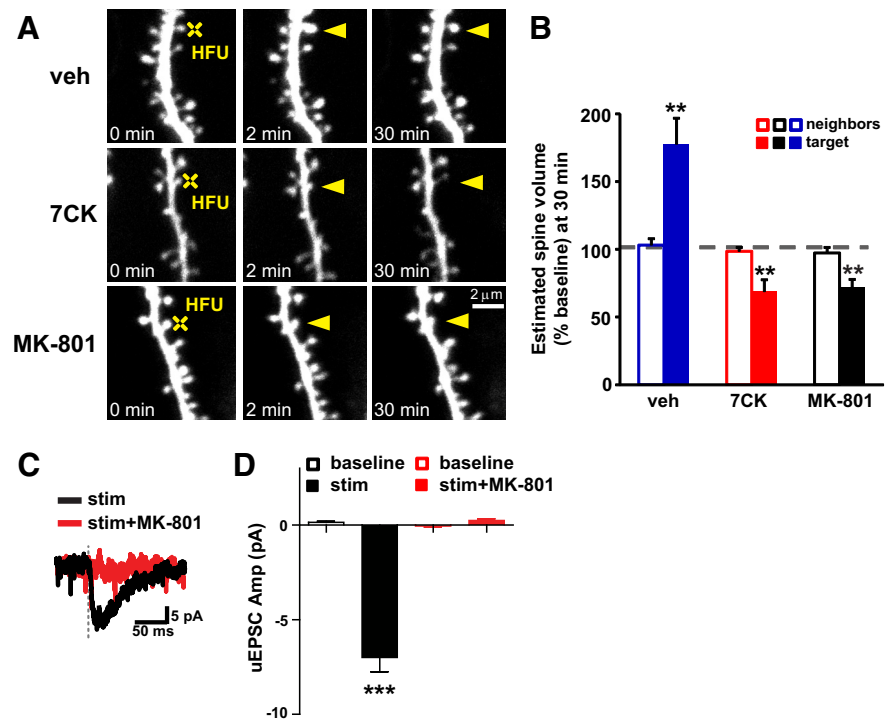 A
veh
HFU
0 min
2 min
30 min
7CK
HFU
0 min
2 min
30 min
MK-801
HFU
2 μm
0 min
2 min
30 min
B
Estimated spine volume
(% baseline) at 30 min
200
150
100
50
0
**
**
**
neighbors
target
veh
7CK
MK-801
C
stim
stim+MK-801
5 pA
50 ms
D
baseline
baseline
stim
stim+MK-801
uEPSC Amp (pA)
0
-5
-10
***